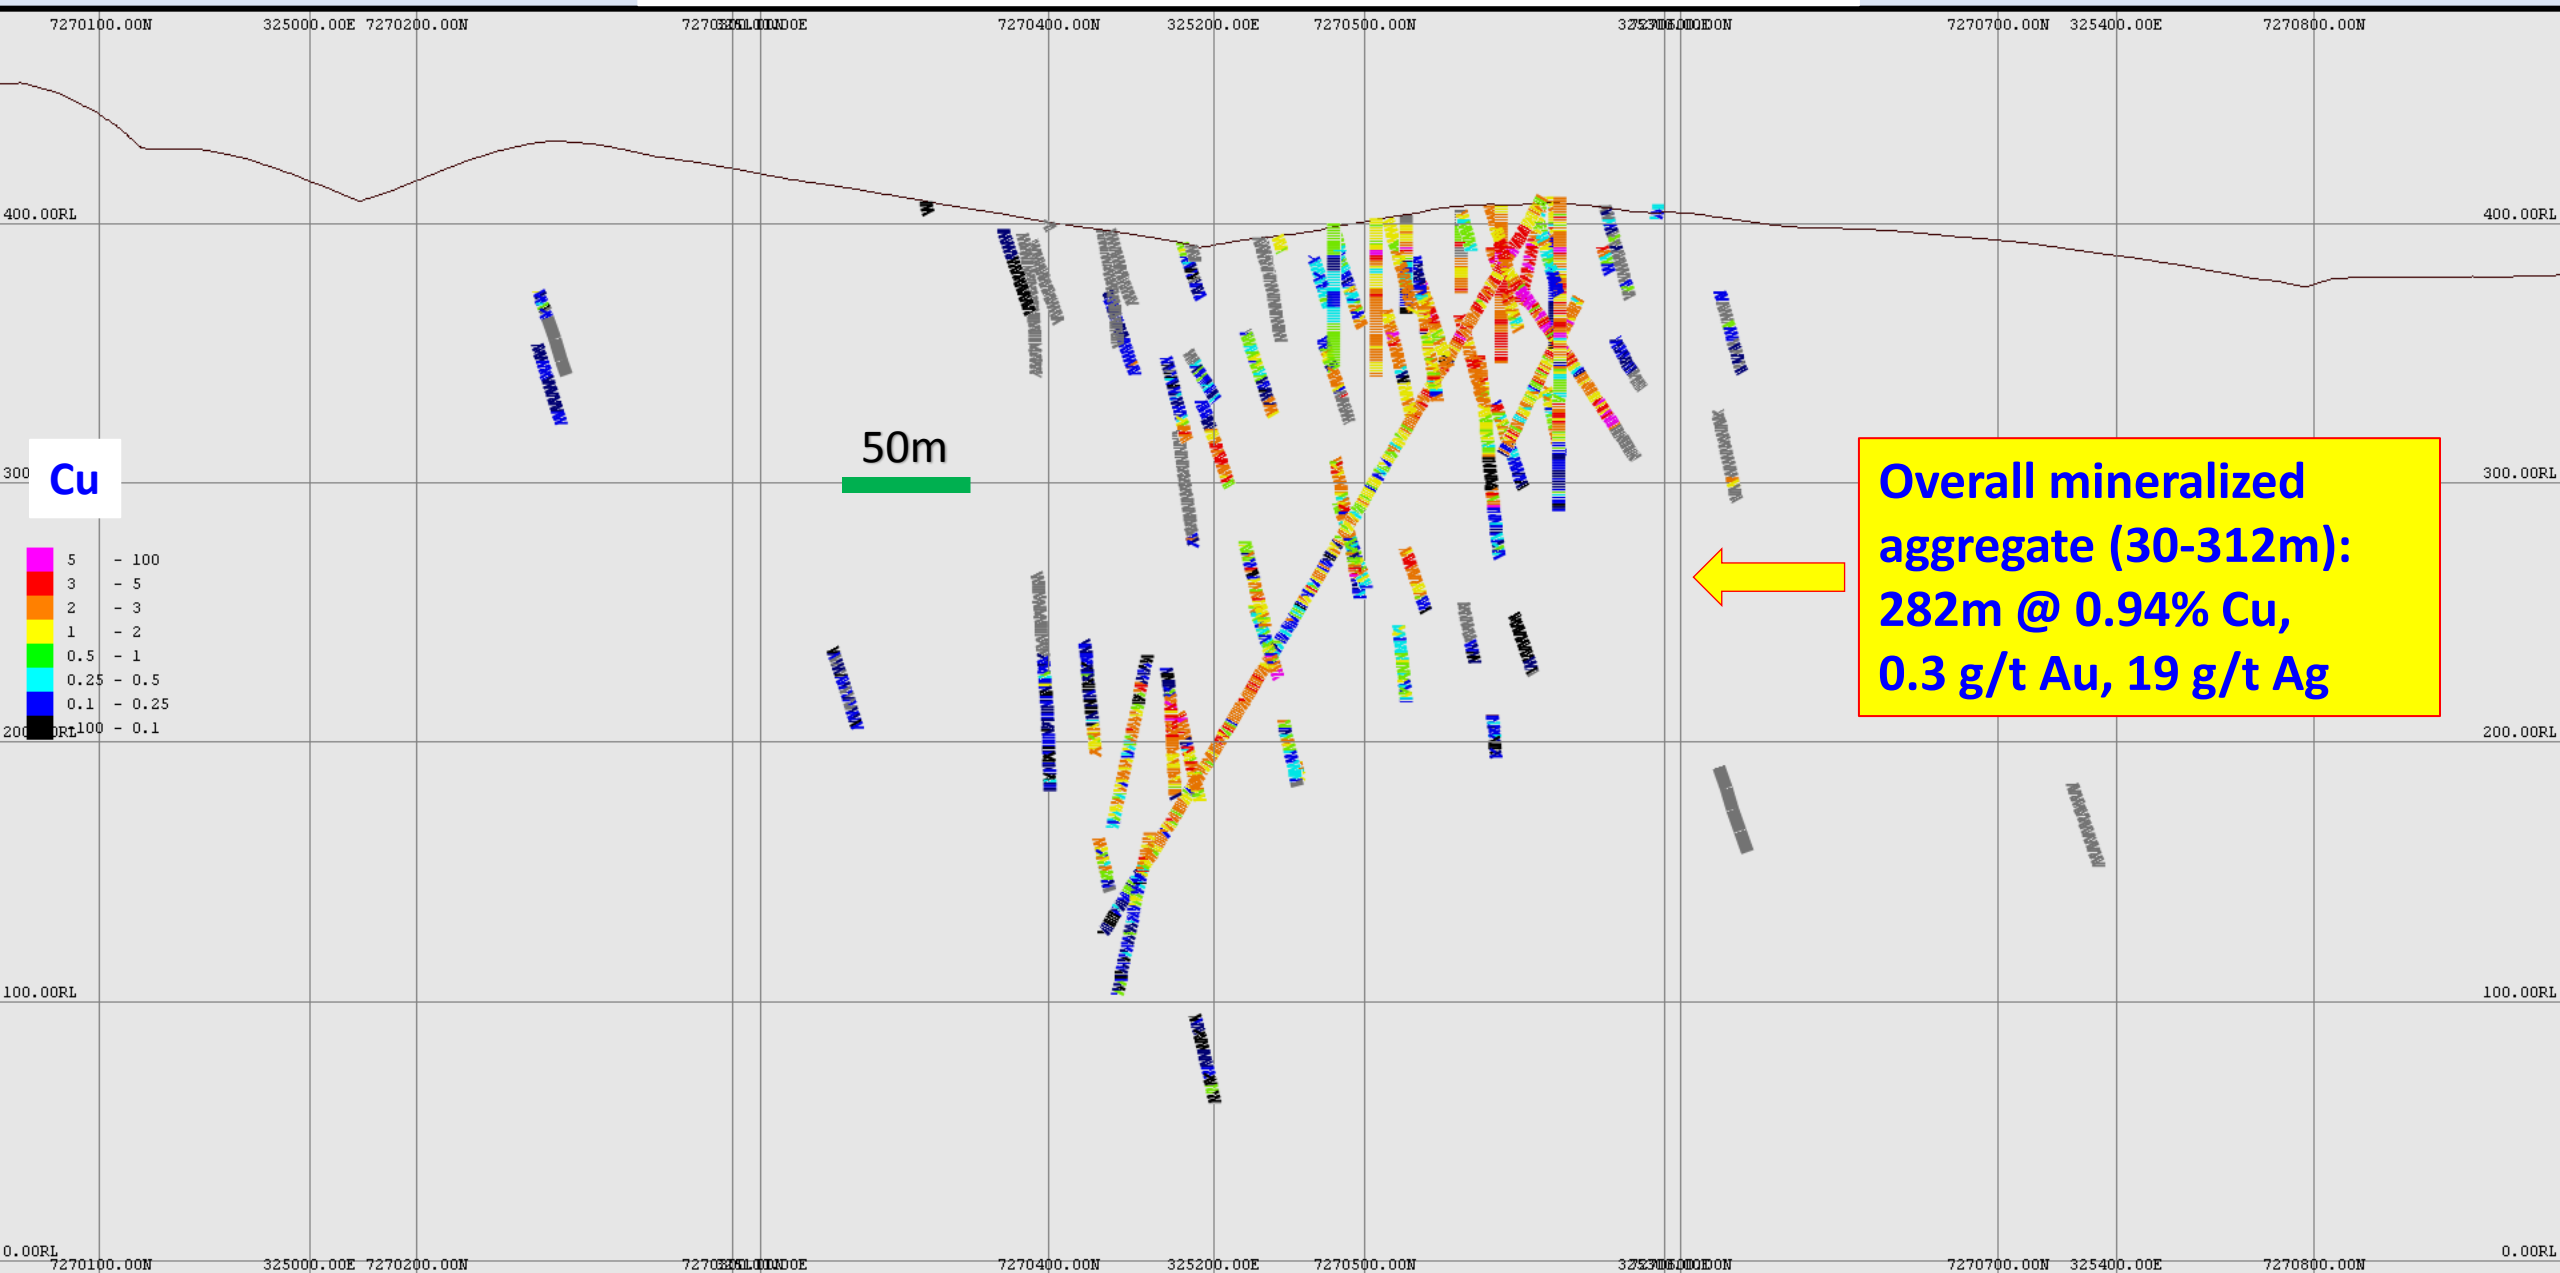 7270100.00N 325000.00E 7270200.00N 7270400.00N 325200.00E 7270500.00N 7270700.00N 325400.00E 7270800.00N
400.00RL 400.00RL
50m
300 300.00RL
Cu
5 - 100
3 - 5
2 - 3
1 - 2
0.5 - 1
0.25 - 0.5
0.1 - 0.25
-100 - 0.1
Overall mineralized
aggregate (30-312m):
282m @ 0.94% Cu,
0.3 g/t Au, 19 g/t Ag
200.00RL 200.00RL
100.00RL 100.00RL
0.00RL 0.00RL
7270100.00N 325000.00E 7270200.00N 7270400.00N 325200.00E 7270500.00N 7270700.00N 325400.00E 7270800.00N